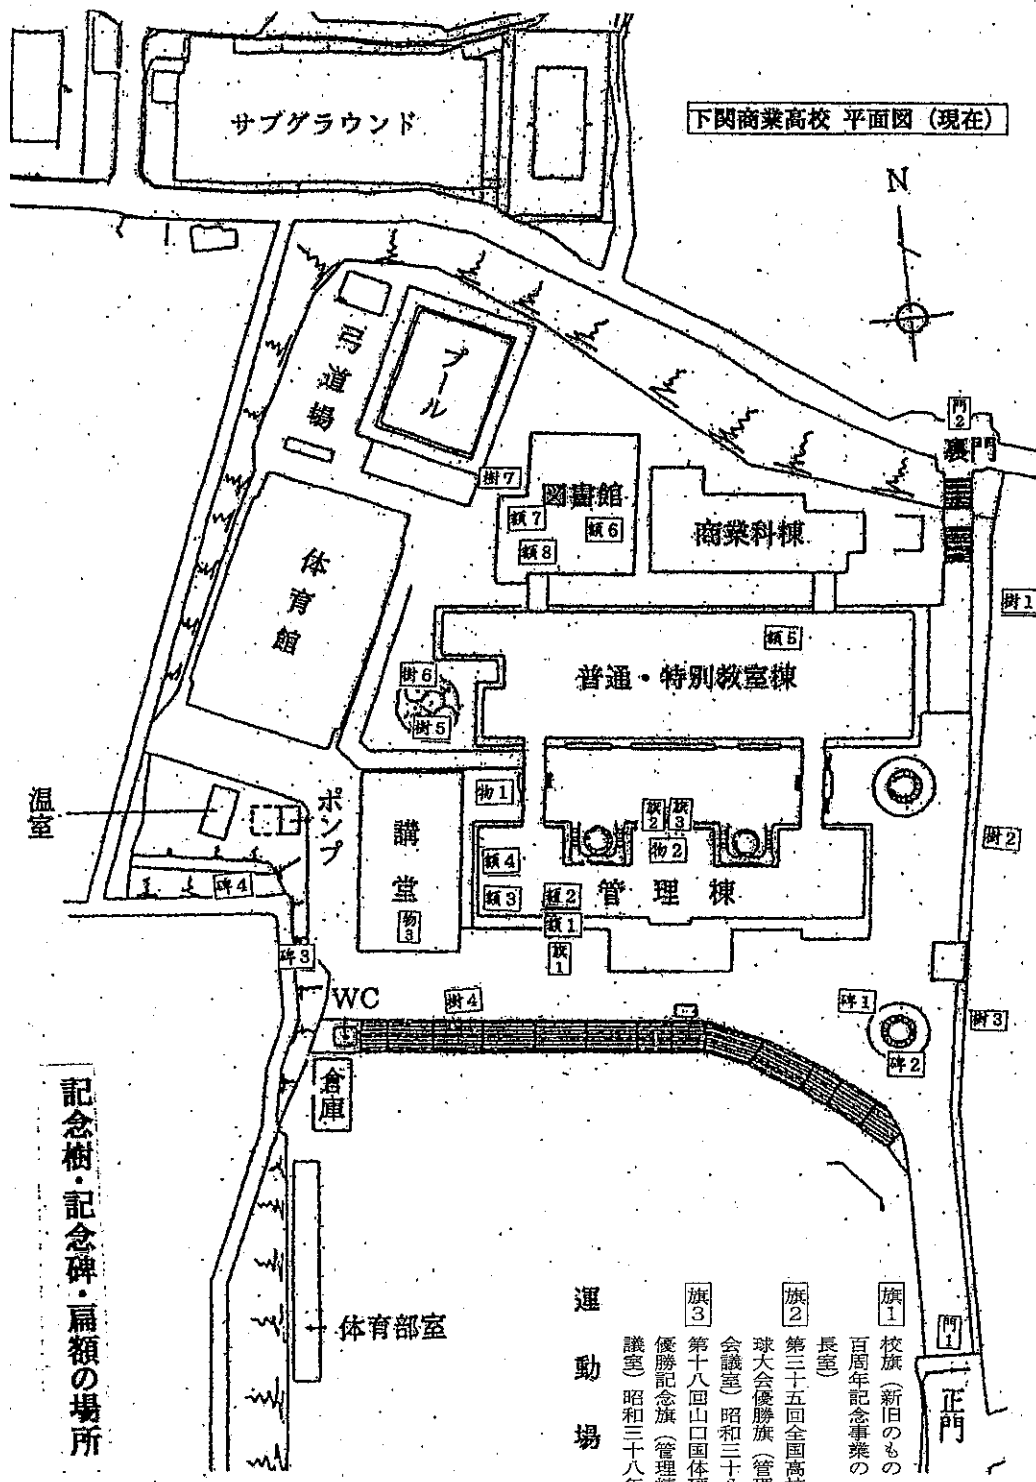 下関商業高校 平面図（現在）
サブグラウンド
N
弓道場
プール
門2
裏門
樹7
図書館
額7
額6
額8
商業科棟
体育館
樹1
額5
普通・特別教室棟
樹6
樹5
温室
ポンプ
講堂
物3
物1
旗2
旗3
物2
樹2
額4
額3
額2
管理棟
額1
旗1
碑4
碑3
WC
樹4
碑1
碑2
樹3
倉庫
記念樹・記念碑・扁額の場所
体育部室
運動場
門1
正門
旗1 校旗（新旧のもの
百周年記念事業の
長室）
旗2 第三十五回全国高校
球大会優勝旗（管理
会議室）昭和三十八
旗3 第十八回山口国体硬
優勝記念旗（管理棟
議室）昭和三十八年